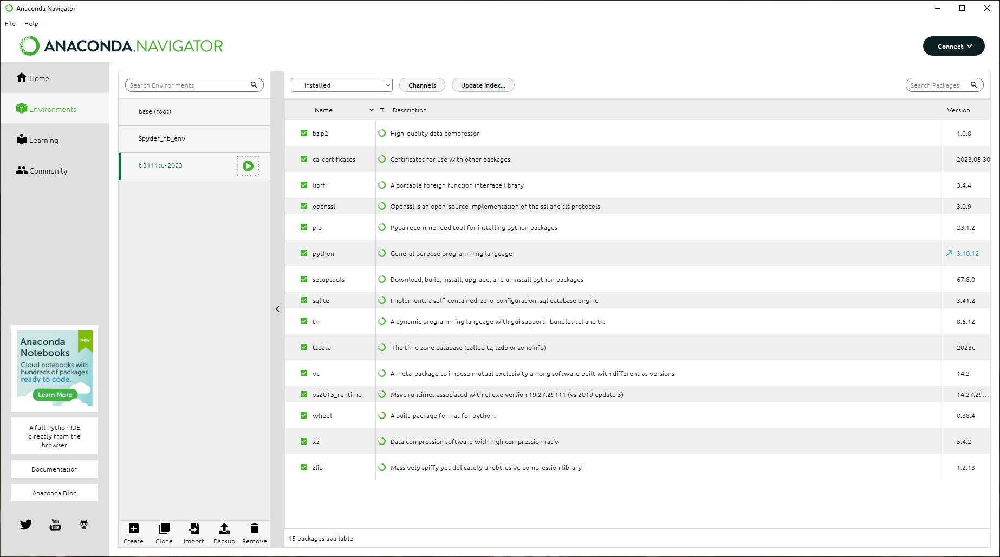 Anaconda Navigator
File Help
ANACONDA.NAVIGATOR
Connect
Home
Environments
Learning
Community
Anaconda
Notebooks
New!
Cloud notebooks with
hundreds of packages
ready to code.
Learn More
A full Python IDE
directly from the
browser
Documentation
Anaconda Blog
You
Tube
Search Environments
base (root)
Spyder_nb_env
ti3111tu-2023
Create Clone Import Backup Remove
Installed Channels Update index... Search Packages
Name T Description Version
bzip2 High-quality data compressor 1.0.8
ca-certificates Certificates for use with other packages. 2023.05.30
libffi A portable foreign function interface library 3.4.4
openssl Openssl is an open-source implementation of the ssl and tls protocols 3.0.9
pip Pypa recommended tool for installing python packages 23.1.2
python General purpose programming language 3.10.12
setuptools Download, build, install, upgrade, and uninstall python packages 67.8.0
sqlite Implements a self-contained, zero-configuration, sql database engine 3.41.2
tk A dynamic programming language with gui support. bundles tcl and tk. 8.6.12
tzdata The time zone database (called tz, tzdb or zoneinfo) 2023c
vc A meta-package to impose mutual exclusivity among software built with different vs versions 14.2
vs2015_runtime Msvc runtimes associated with cl.exe version 19.27.29111 (vs 2019 update 5) 14.27.29...
wheel A built-package format for python. 0.38.4
xz Data compression software with high compression ratio 5.4.2
zlib Massively spiffy yet delicately unobtrusive compression library 1.2.13
15 packages available